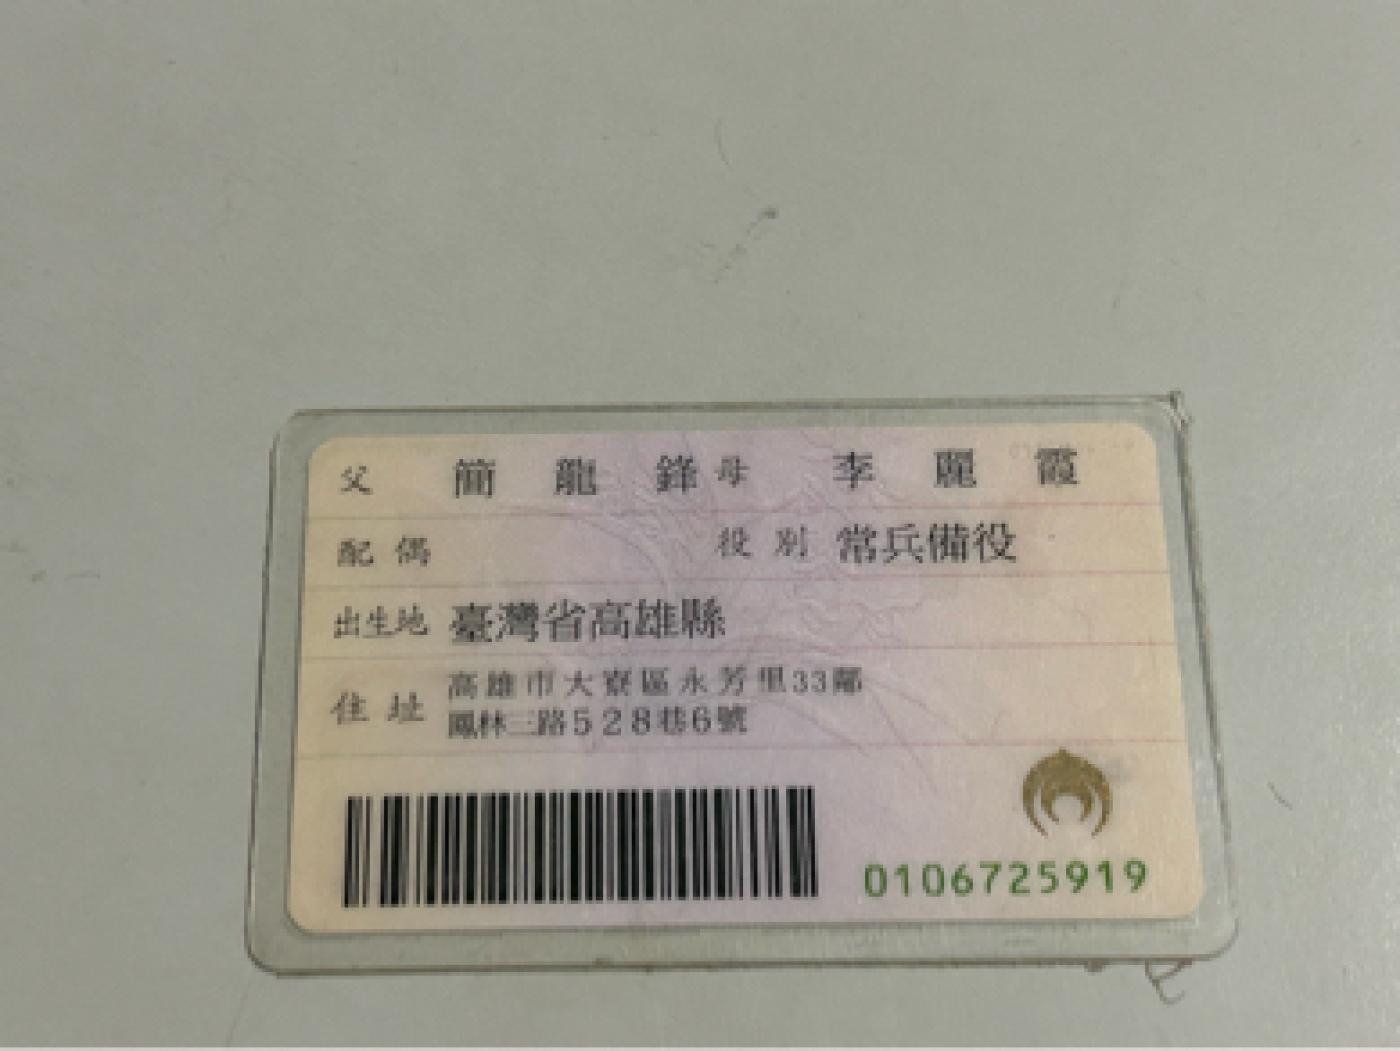 父 簡龍鋒 母 李麗霞
配偶 役別 常兵備役
出生地 臺灣省高雄縣
住址 高雄市大寮區永芳里33鄰
鳳林三路528巷6號
0106725919